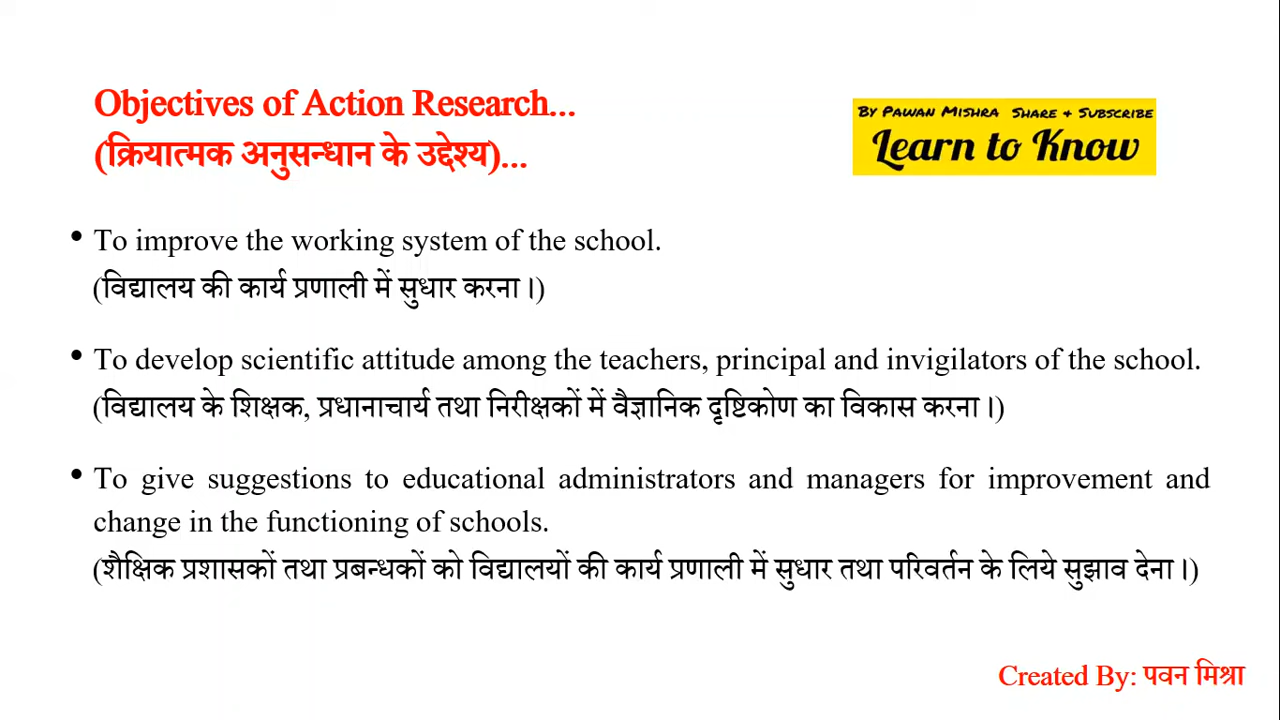 Objectives of Action Research...
(क्रियात्मक अनुसन्धान के उद्देश्य)...
By Pawan Mishra Share & Subscribe
Learn to Know
• To improve the working system of the school.
(विद्यालय की कार्य प्रणाली में सुधार करना।)
• To develop scientific attitude among the teachers, principal and invigilators of the school.
(विद्यालय के शिक्षक, प्रधानाचार्य तथा निरीक्षकों में वैज्ञानिक दृष्टिकोण का विकास करना।)
• To give suggestions to educational administrators and managers for improvement and
change in the functioning of schools.
(शैक्षिक प्रशासकों तथा प्रबन्धकों को विद्यालयों की कार्य प्रणाली में सुधार तथा परिवर्तन के लिये सुझाव देना।)
Created By: पवन मिश्रा